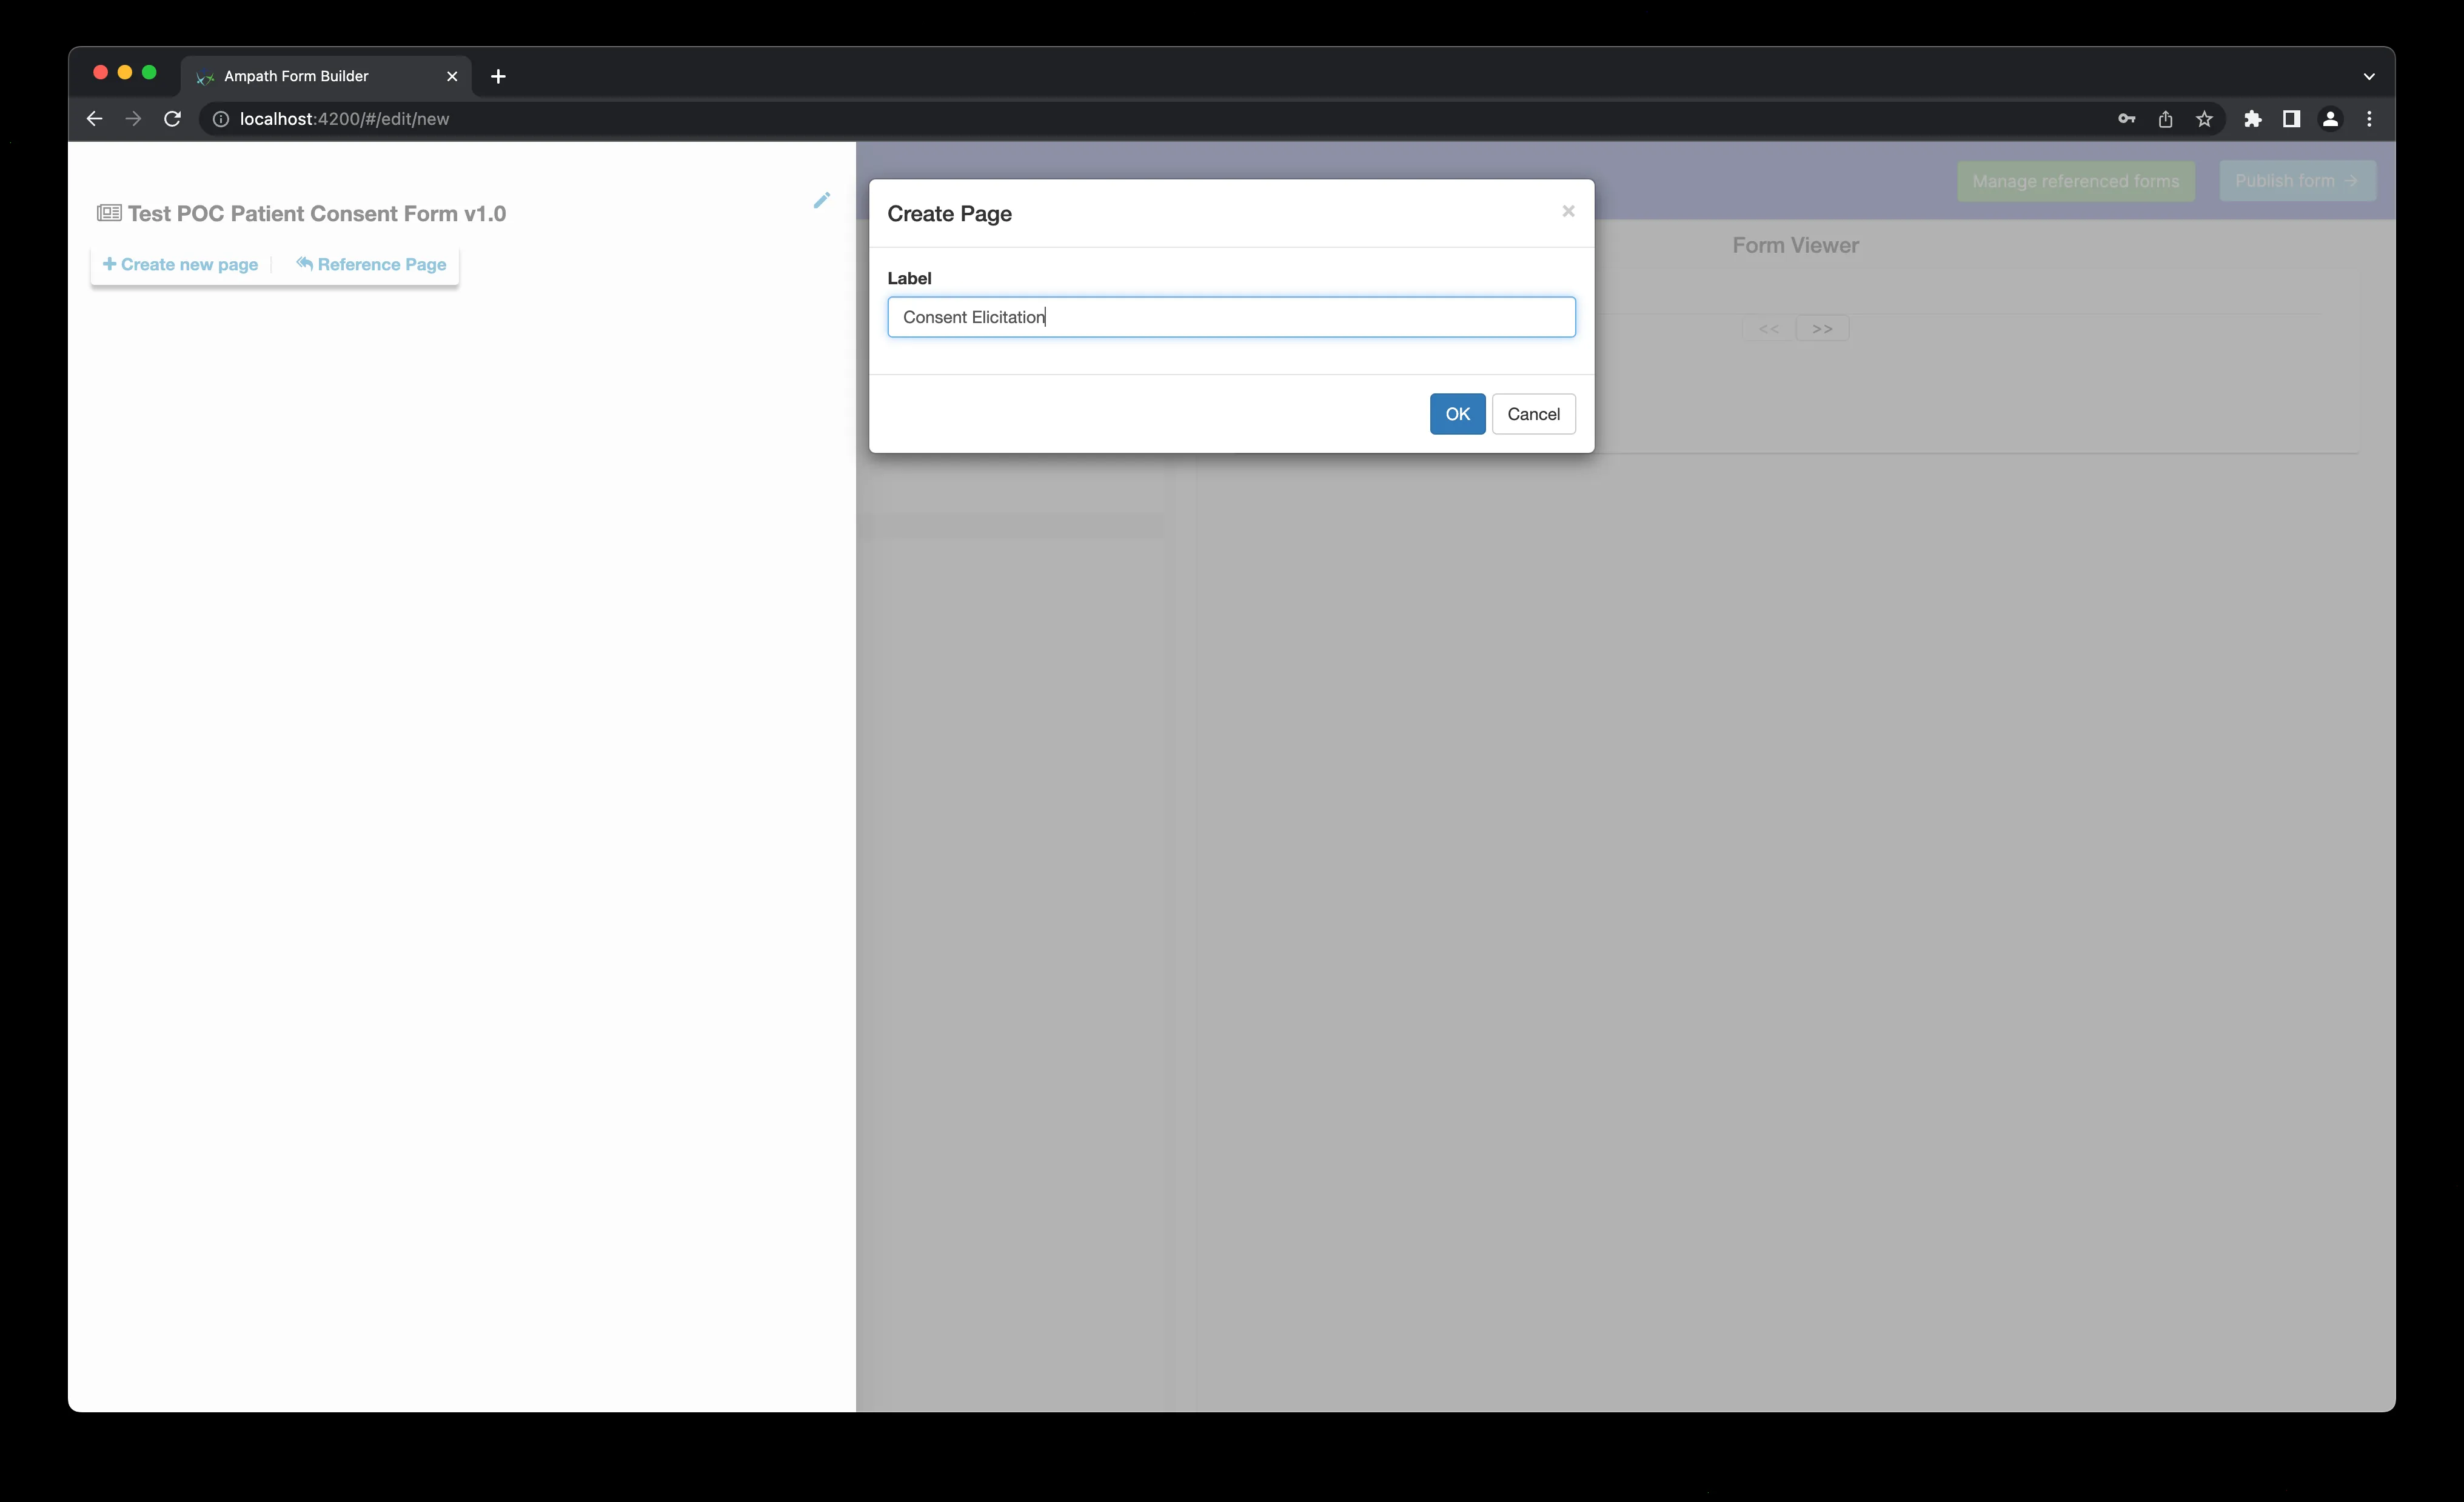 Ampath Form Builder
localhost:4200/#/edit/new
Manage referenced forms
Publish form
Test POC Patient Consent Form v1.0
Create new page
Reference Page
Create Page
×
Label
Consent Elicitation
OK
Cancel
Form Viewer
<< >>